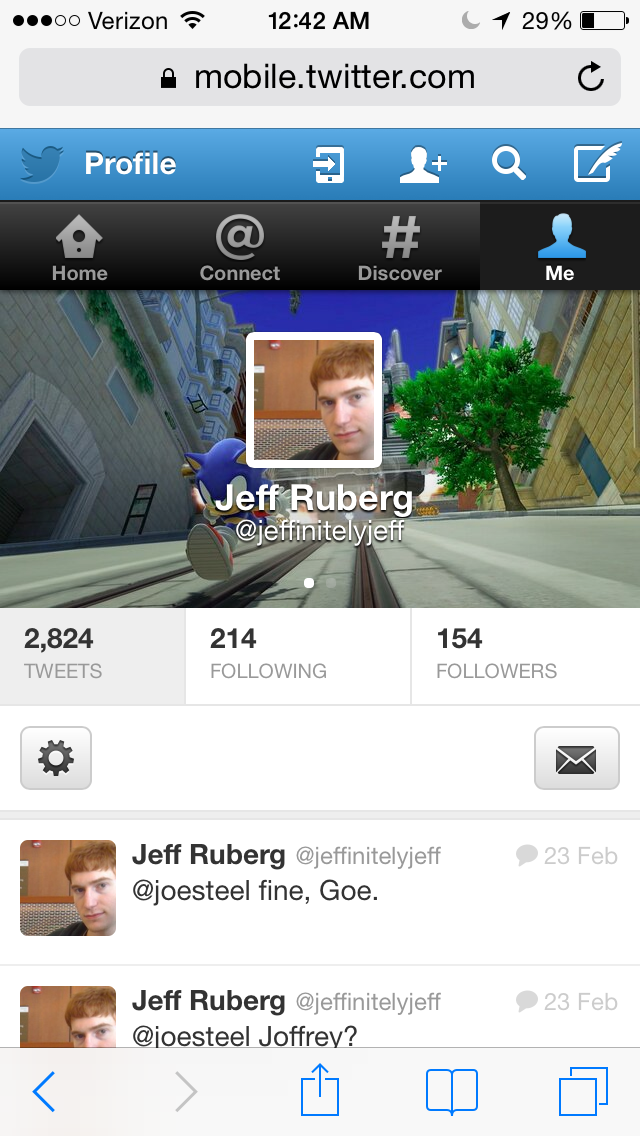 Verizon 12:42 AM 29%
mobile.twitter.com
Profile
Home Connect Discover Me
Jeff Ruberg
@jeffinitelyjeff
2,824 214 154
TWEETS FOLLOWING FOLLOWERS
Jeff Ruberg @jeffinitelyjeff 23 Feb
@joesteel fine, Goe.
Jeff Ruberg @jeffinitelyjeff 23 Feb
@joesteel Joffrey?